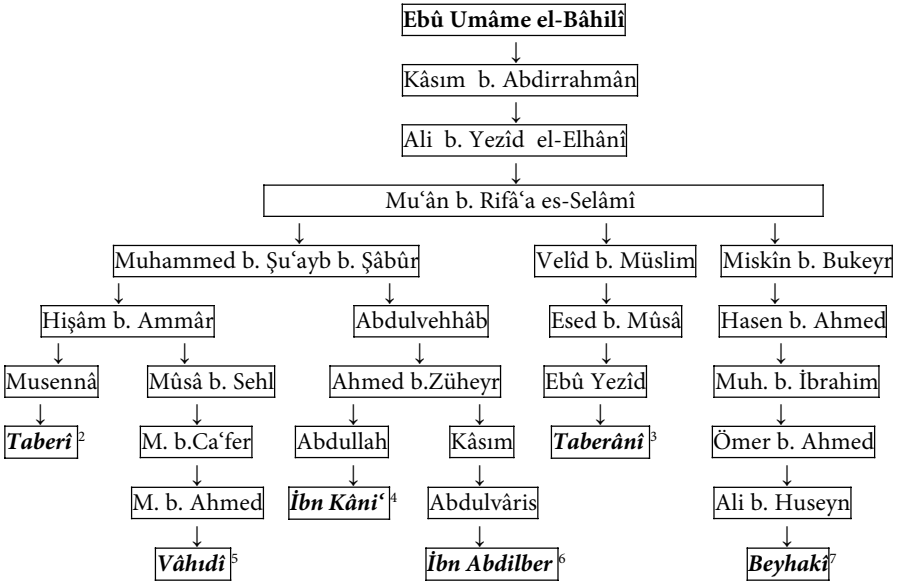 Ebû Umâme el-Bâhilî
↓
Kâsım b. Abdirrahmân
↓
Ali b. Yezîd el-Elhânî
↓
Mu‘ân b. Rifâ‘a es-Selâmî
↓ ↓ ↓
Muhammed b. Şu‘ayb b. Şâbûr Velîd b. Müslim Miskîn b. Bukeyr
↓ ↓ ↓ ↓
Hişâm b. Ammâr Abdulvehhâb Esed b. Mûsâ Hasen b. Ahmed
↓ ↓ ↓ ↓ ↓
Musennâ Mûsâ b. Sehl Ahmed b.Züheyr Ebû Yezîd Muh. b. İbrahim
↓ ↓ ↓ ↓ ↓ ↓
Taberî 2 M. b.Ca‘fer Abdullah Kâsım Taberânî 3 Ömer b. Ahmed
↓ ↓ ↓ ↓
M. b. Ahmed İbn Kâni‘ 4 Abdulvâris Ali b. Huseyn
↓ ↓ ↓
Vâhıdî 5 İbn Abdilber 6 Beyhakî 7